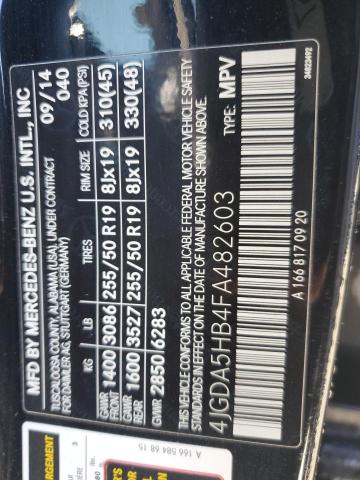 MFD BY MERCEDES-BENZ U.S. INTL., INC
TUSCALOOSA COUNTY, ALABAMA (USA), UNDER CONTRACT 09/14
FOR DAIMLER AG, STUTTGART (GERMANY) 040
KG LB TIRES RIM SIZE COLD KPA(PSI)
GAWR FRONT 1400 3086 255/50 R19 8Jx19 310(45)
GAWR REAR 1600 3527 255/50 R19 8Jx19 330(48)
GVWR 2850 6283
THIS VEHICLE CONFORMS TO ALL APPLICABLE FEDERAL MOTOR VEHICLE SAFETY
STANDARDS IN EFFECT ON THE DATE OF MANUFACTURE SHOWN ABOVE.
4JGDA5HB4FA482603 TYPE: MPV
A 166 817 09 20
34823492
A 166 584 68 15